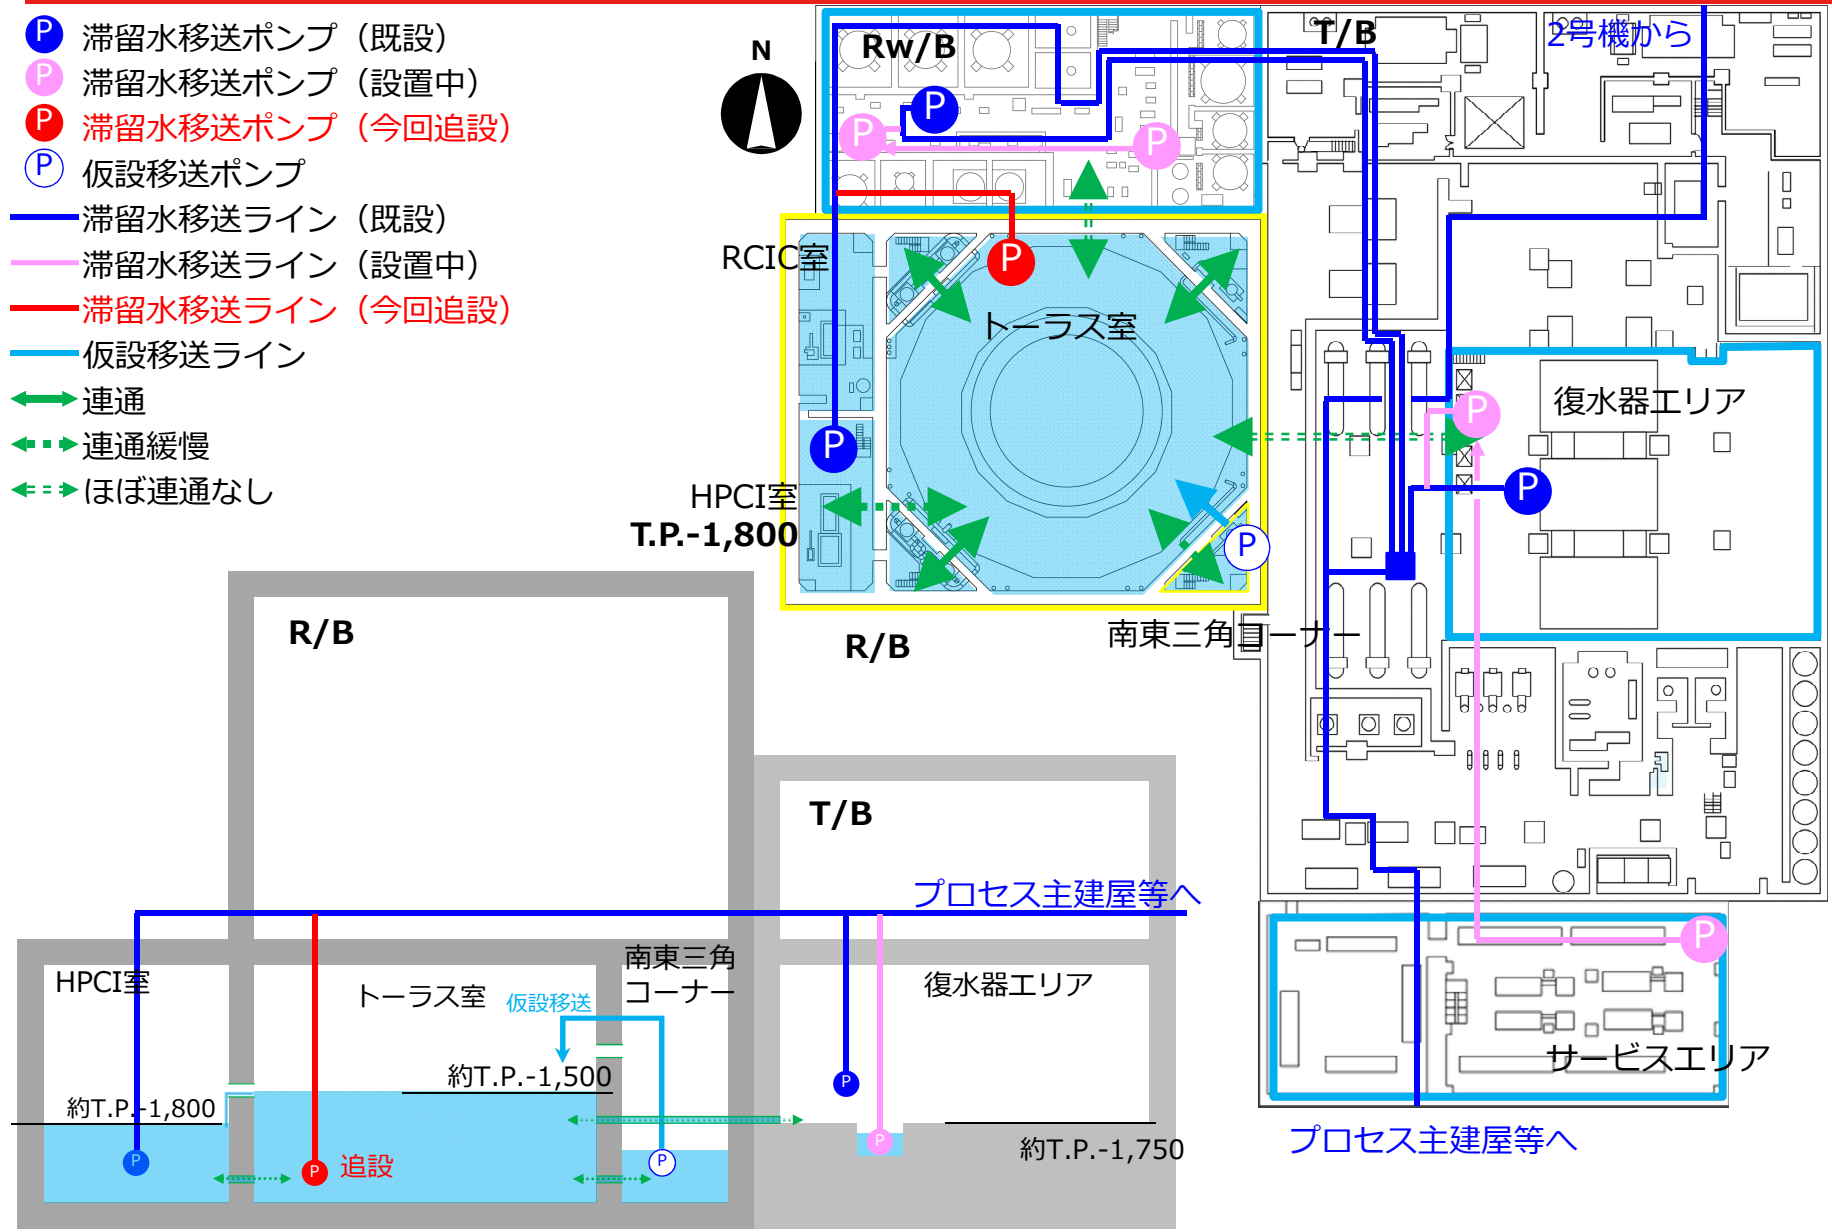 P 滞留水移送ポンプ（既設）
P 滞留水移送ポンプ（設置中）
P 滞留水移送ポンプ（今回追設）
P 仮設移送ポンプ
滞留水移送ライン（既設）
滞留水移送ライン（設置中）
滞留水移送ライン（今回追設）
仮設移送ライン
連通
連通緩慢
ほぼ連通なし
N
Rw/B
T/B
2号機から
P
P
P
RCIC室
P
トーラス室
復水器エリア
P
P
HPCI室
T.P.-1,800
P
P
南東三角コーナー
R/B
P
サービスエリア
プロセス主建屋等へ
R/B
T/B
プロセス主建屋等へ
HPCI室
トーラス室
仮設移送
南東三角
コーナー
復水器エリア
約T.P.-1,800
約T.P.-1,500
P
約T.P.-1,750
P
P
追設
P
P